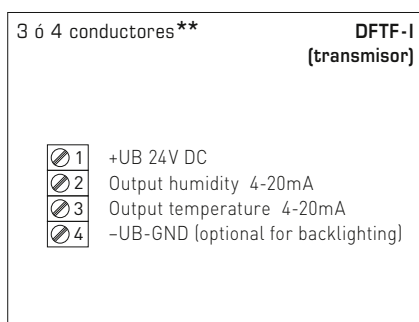 3 ó 4 conductores** DFTF-I
(transmisor)
1 +UB 24V DC
2 Output humidity 4-20mA
3 Output temperature 4-20mA
4 –UB-GND (optional for backlighting)